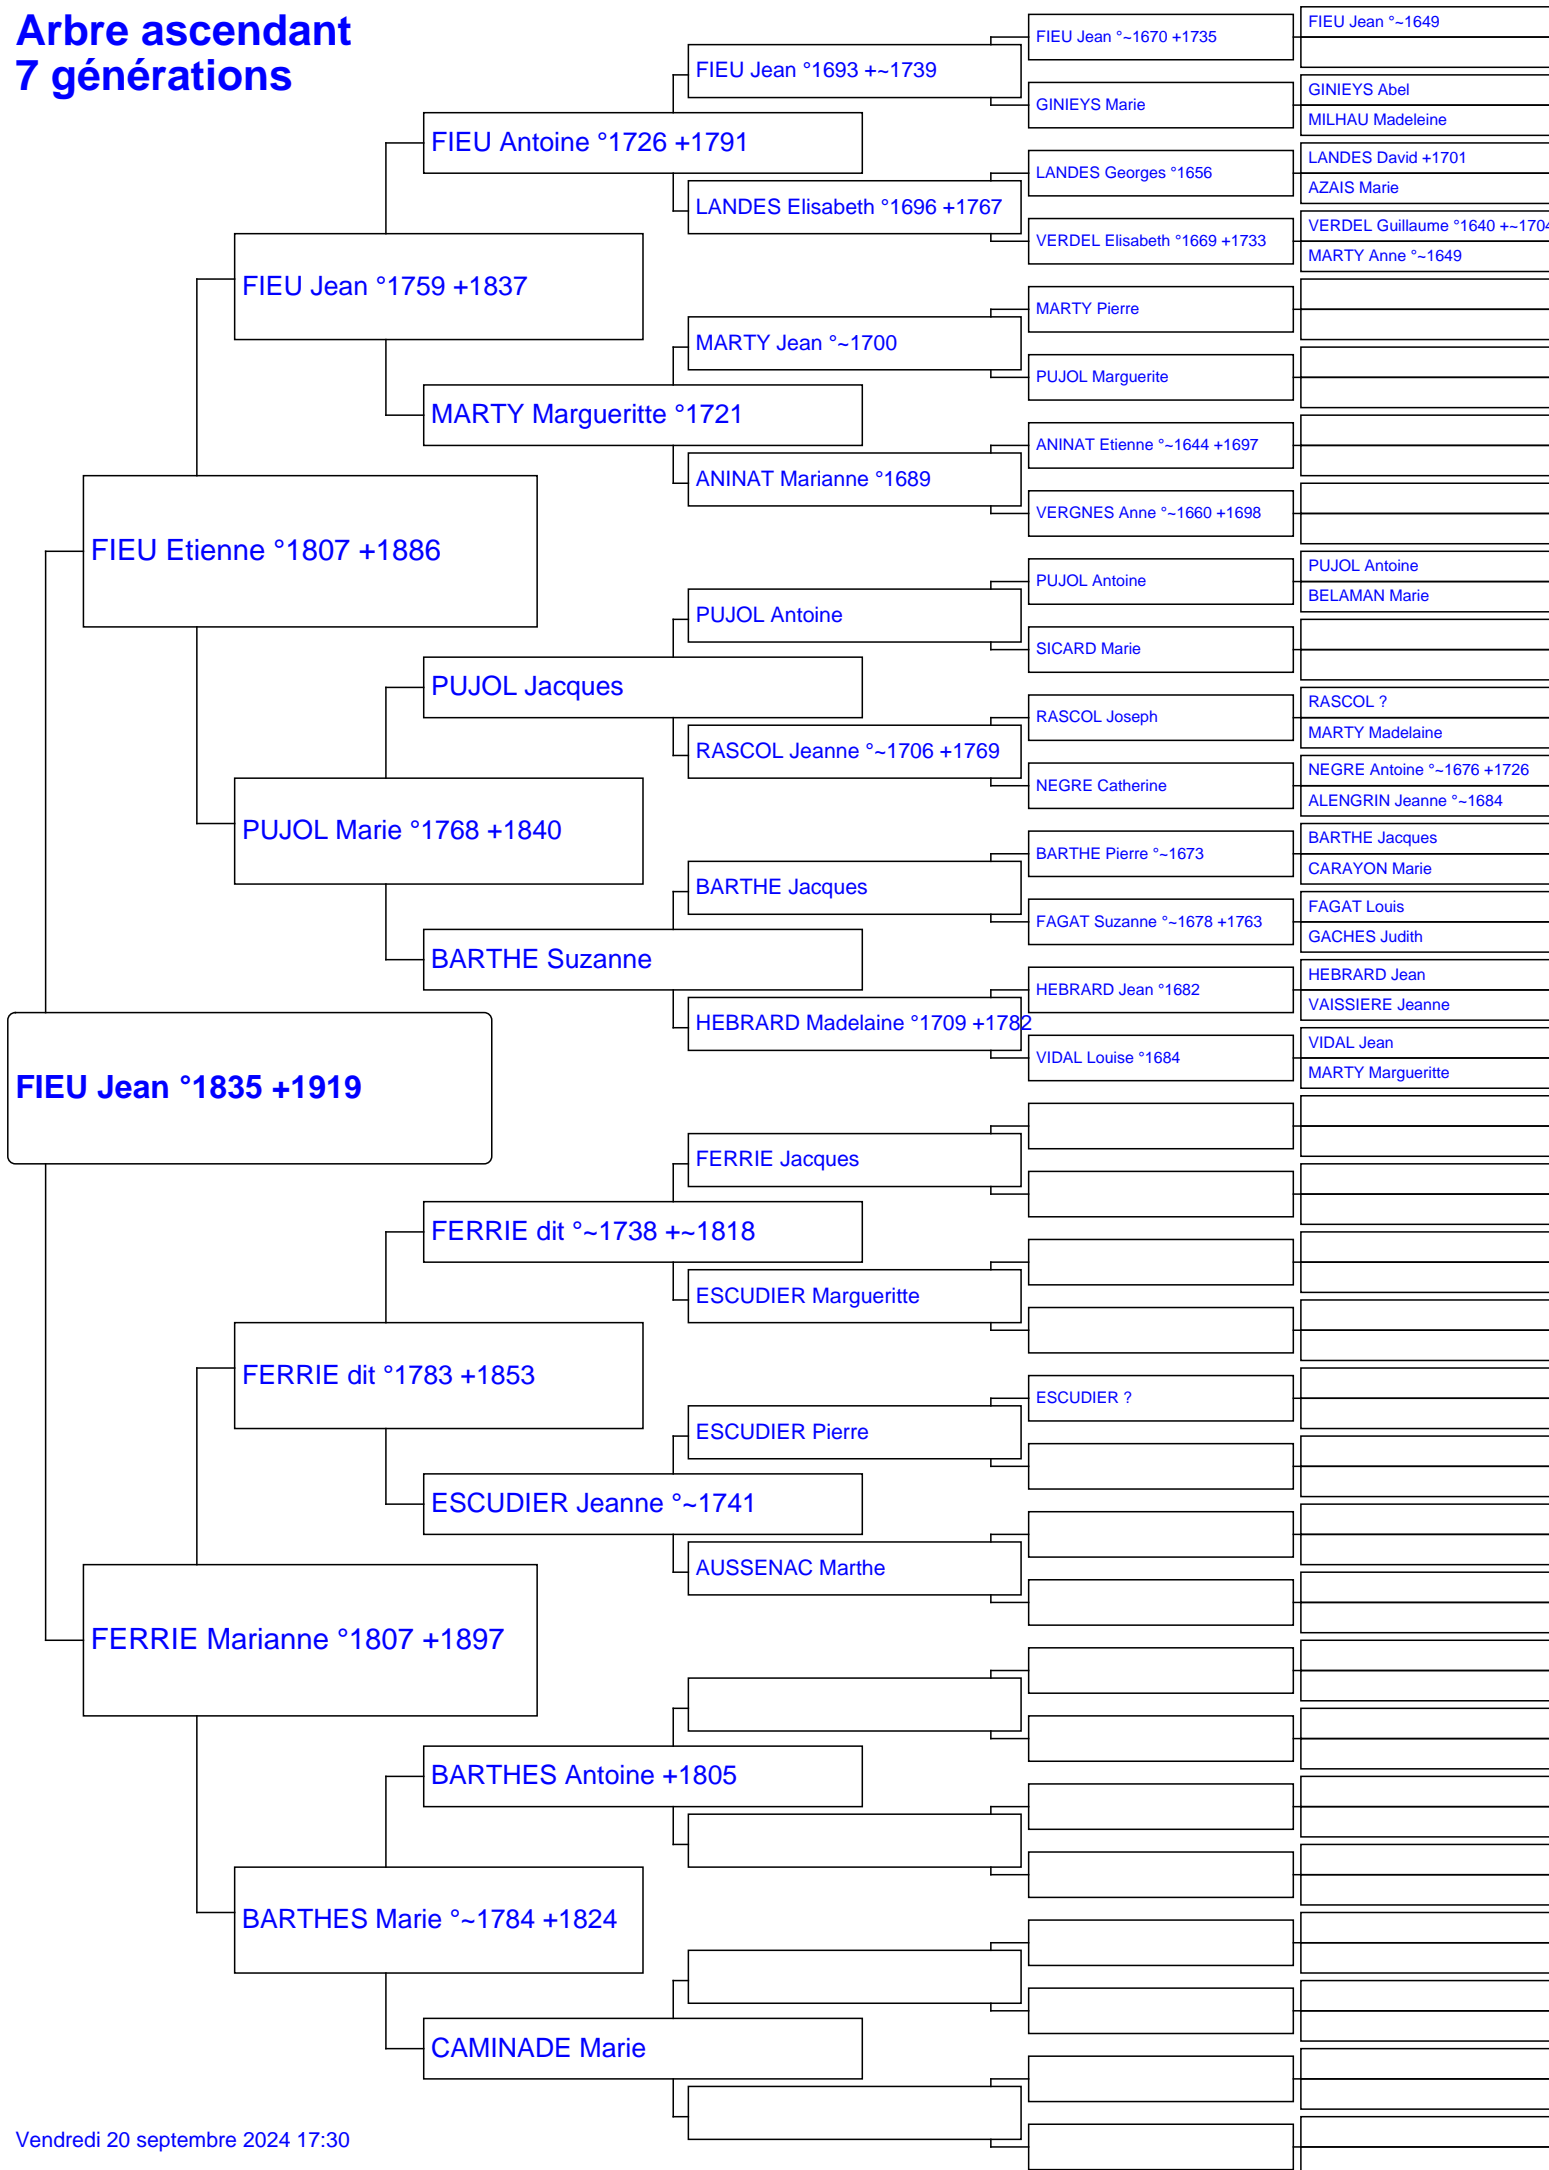 Arbre ascendant
7 générations
FIEU Jean °1835 +1919
FIEU Etienne °1807 +1886
FERRIE Marianne °1807 +1897
FIEU Jean °1759 +1837
PUJOL Marie °1768 +1840
FERRIE dit °1783 +1853
BARTHES Marie °~1784 +1824
FIEU Antoine °1726 +1791
MARTY Margueritte °1721
PUJOL Jacques
BARTHE Suzanne
FERRIE dit °~1738 +~1818
ESCUDIER Jeanne °~1741
BARTHES Antoine +1805
CAMINADE Marie
FIEU Jean °1693 +~1739
LANDES Elisabeth °1696 +1767
MARTY Jean °~1700
ANINAT Marianne °1689
PUJOL Antoine
RASCOL Jeanne °~1706 +1769
BARTHE Jacques
HEBRARD Madelaine °1709 +1782
FERRIE Jacques
ESCUDIER Margueritte
ESCUDIER Pierre
AUSSENAC Marthe
FIEU Jean °~1670 +1735
GINIEYS Marie
LANDES Georges °1656
VERDEL Elisabeth °1669 +1733
MARTY Pierre
PUJOL Marguerite
ANINAT Etienne °~1644 +1697
VERGNES Anne °~1660 +1698
PUJOL Antoine
SICARD Marie
RASCOL Joseph
NEGRE Catherine
BARTHE Pierre °~1673
FAGAT Suzanne °~1678 +1763
HEBRARD Jean °1682
VIDAL Louise °1684
ESCUDIER ?
FIEU Jean °~1649
GINIEYS Abel
MILHAU Madeleine
LANDES David +1701
AZAIS Marie
VERDEL Guillaume °1640 +~1704
MARTY Anne °~1649
PUJOL Antoine
BELAMAN Marie
RASCOL ?
MARTY Madelaine
NEGRE Antoine °~1676 +1726
ALENGRIN Jeanne °~1684
BARTHE Jacques
CARAYON Marie
FAGAT Louis
GACHES Judith
HEBRARD Jean
VAISSIERE Jeanne
VIDAL Jean
MARTY Margueritte
Vendredi 20 septembre 2024 17:30